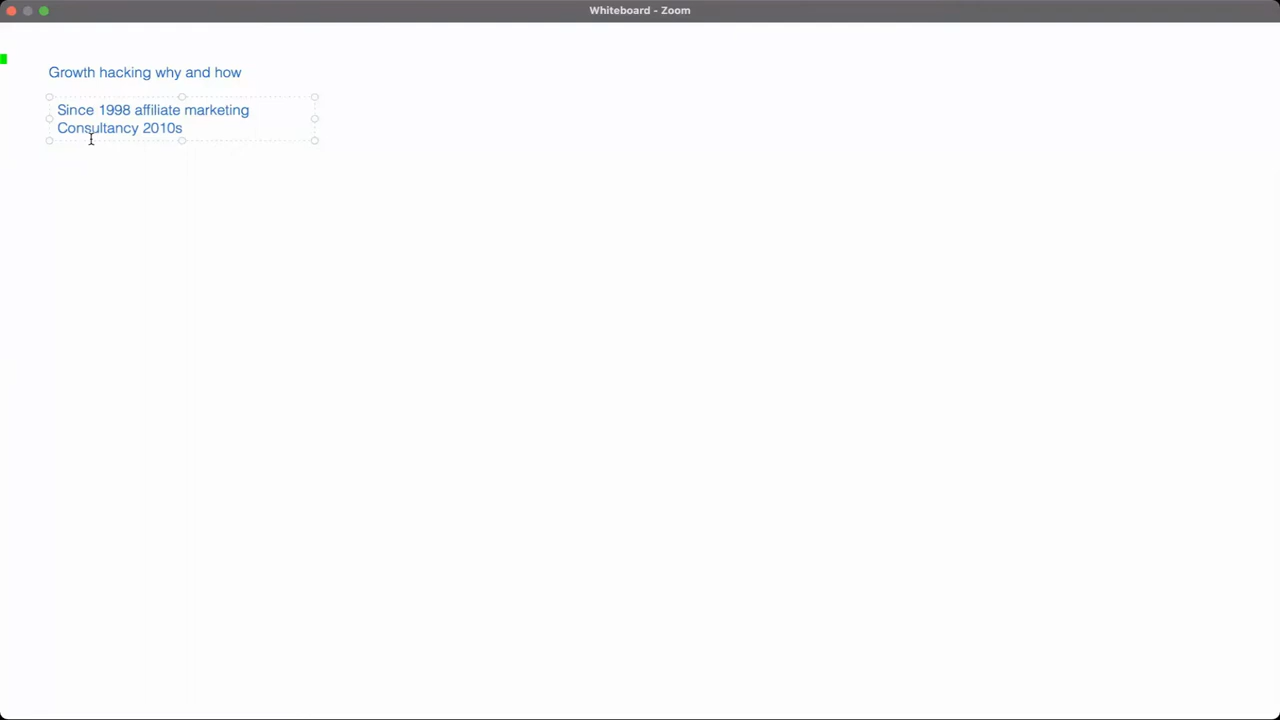 Whiteboard - Zoom
Growth hacking why and how
Since 1998 affiliate marketing
Consultancy 2010s